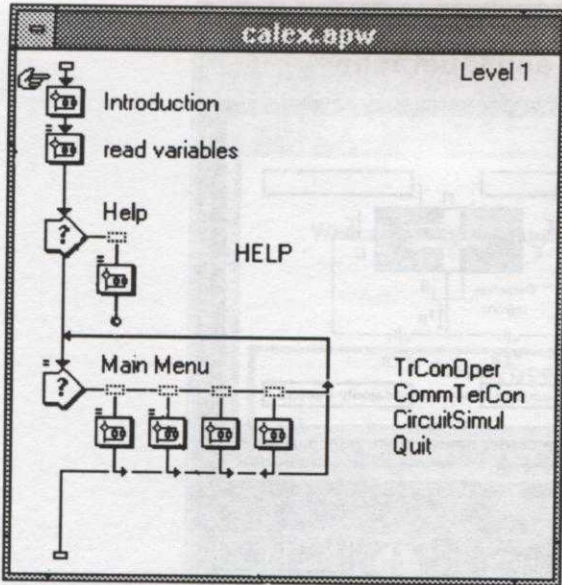 calex.apw
Level 1
Introduction
read variables
?
Help
HELP
?
Main Menu
TrConOper
CommTerCon
CircuitSimul
Quit